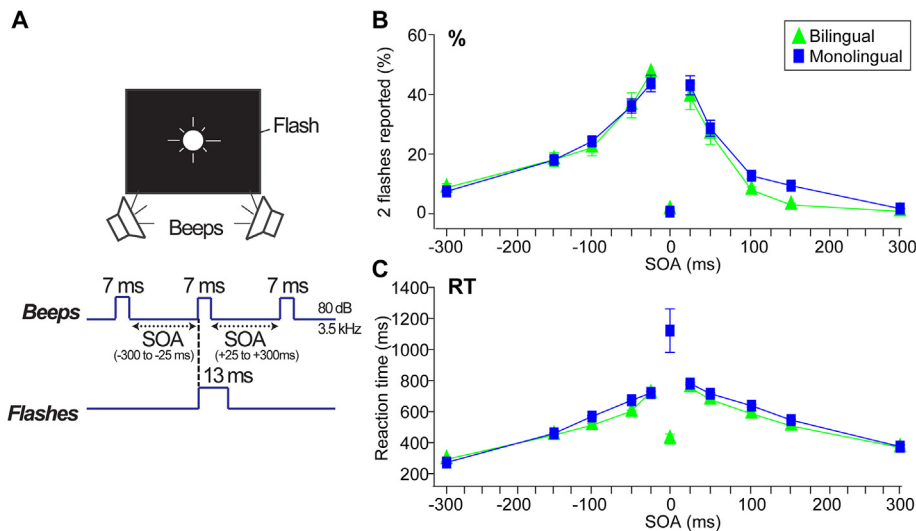 A
Flash
Beeps
7 ms 7 ms 7 ms
Beeps
80 dB
3.5 kHz
SOA SOA
(-300 to -25 ms) (+25 to +300ms)
13 ms
Flashes
B
%
Bilingual
Monolingual
2 flashes reported (%)
60
40
20
0
-300 -200 -100 0 100 200 300
SOA (ms)
C
RT
Reaction time (ms)
1400
1200
1000
800
600
400
200
-300 -200 -100 0 100 200 300
SOA (ms)